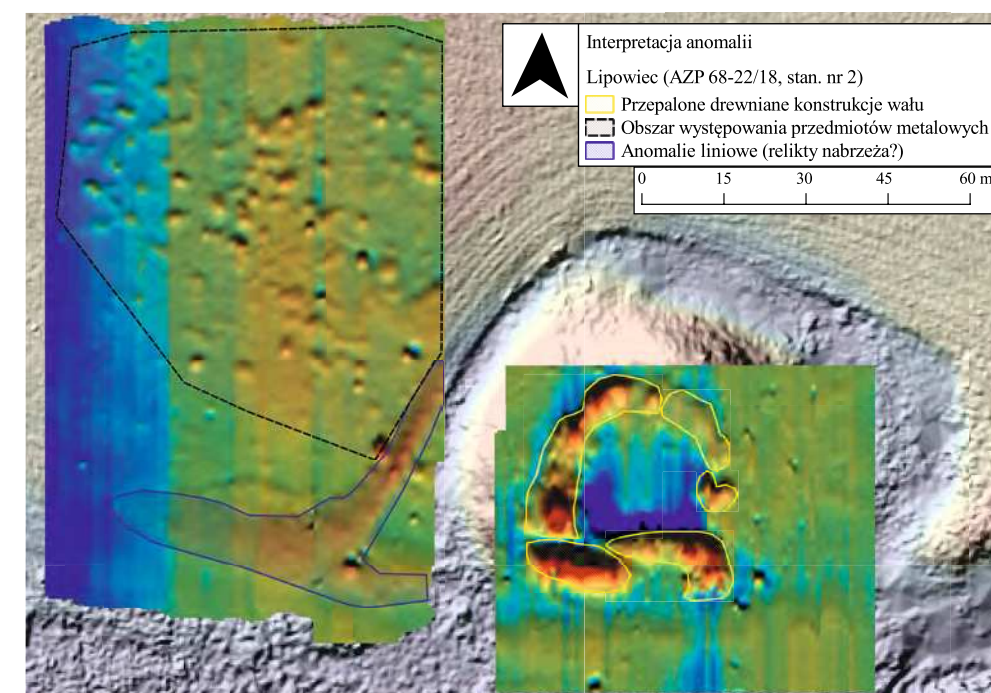 Interpretacja anomalii
Lipowiec (AZP 68-22/18, stan. nr 2)
Przepalone drewniane konstrukcje wału
Obszar występowania przedmiotów metalowych
Anomalie liniowe (relikty nabrzeża?)
0 15 30 45 60 m